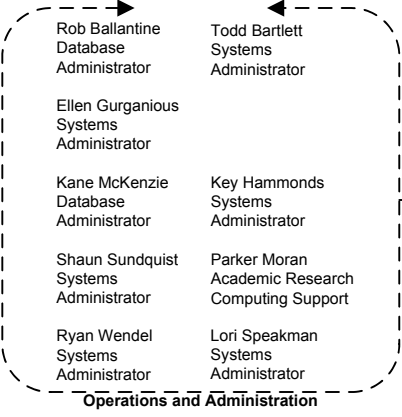 Rob Ballantine
Database
Administrator
Todd Bartlett
Systems
Administrator
Ellen Gurganious
Systems
Administrator
Kane McKenzie
Database
Administrator
Key Hammonds
Systems
Administrator
Shaun Sundquist
Systems
Administrator
Parker Moran
Academic Research
Computing Support
Ryan Wendel
Systems
Administrator
Lori Speakman
Systems
Administrator
Operations and Administration